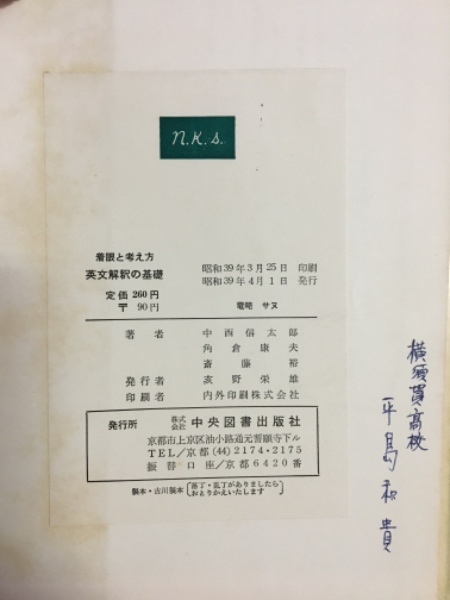 n.k.s.
着眼と考え方
英文解釈の基礎
定価 260円
〒 90円
昭和39年3月25日 印刷
昭和39年4月1日 発行
電略 サヌ
著者 中西信太郎
角倉康夫
斎藤裕
発行者 亥野栄雄
印刷者 内外印刷株式会社
発行所 株式会社 中央図書出版社
京都市上京区油小路通元誓願寺下ル
TEL/京都(44)2174・2175
振替口座/京都6420番
製本・古川製本 (落丁・乱丁がありましたらおとりかえいたします)
横須賀高校
平島和貴